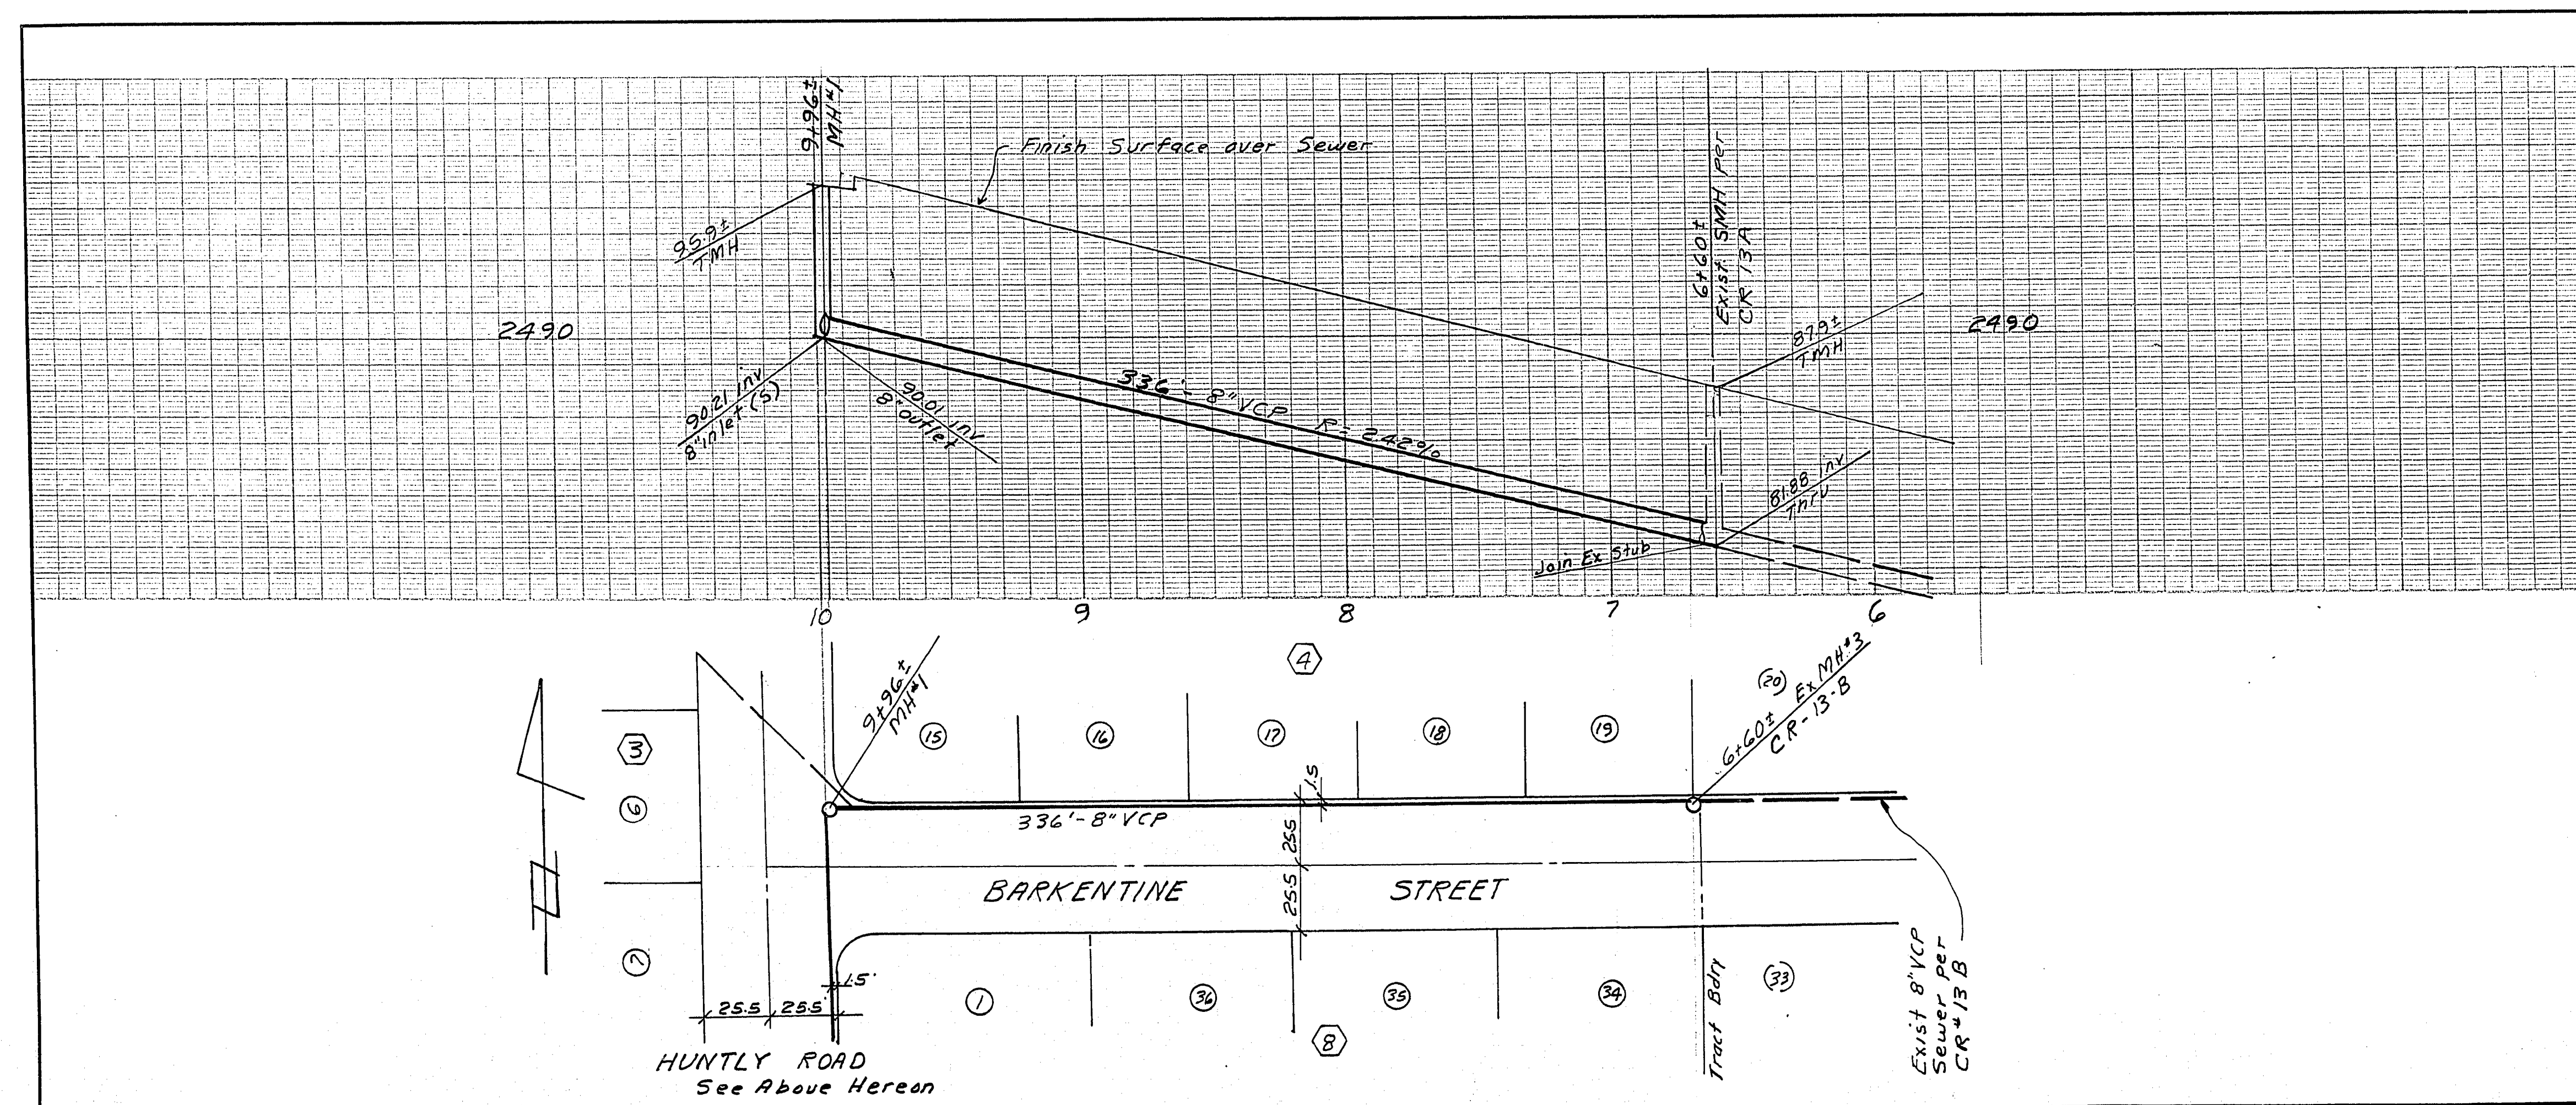 9+96±
MH#1
Finish Surface over Sewer
6+60±
Exist. SMH per
CR 13A
95.9±
TMH
2490
2490
87.9±
TMH
90.21 inv
8" inlet (S)
90.01 inv
8" outlet
336'- 8" VCP R= 2.42%
81.88 inv
Thru
Join Ex Stub
10
9
8
7
6
4
9+96±
MH#1
6+60± Ex MH#3
CR-13-B
(20)
3
6
7
15
16
17
18
19
1.5
336'-8" VCP
25.5
25.5
BARKENTINE STREET
1.5'
25.5
25.5'
1
36
35
34
(33)
8
Tract Bdry
Exist 8" VCP
Sewer per
CR#13 B
HUNTLY ROAD
See Above Hereon